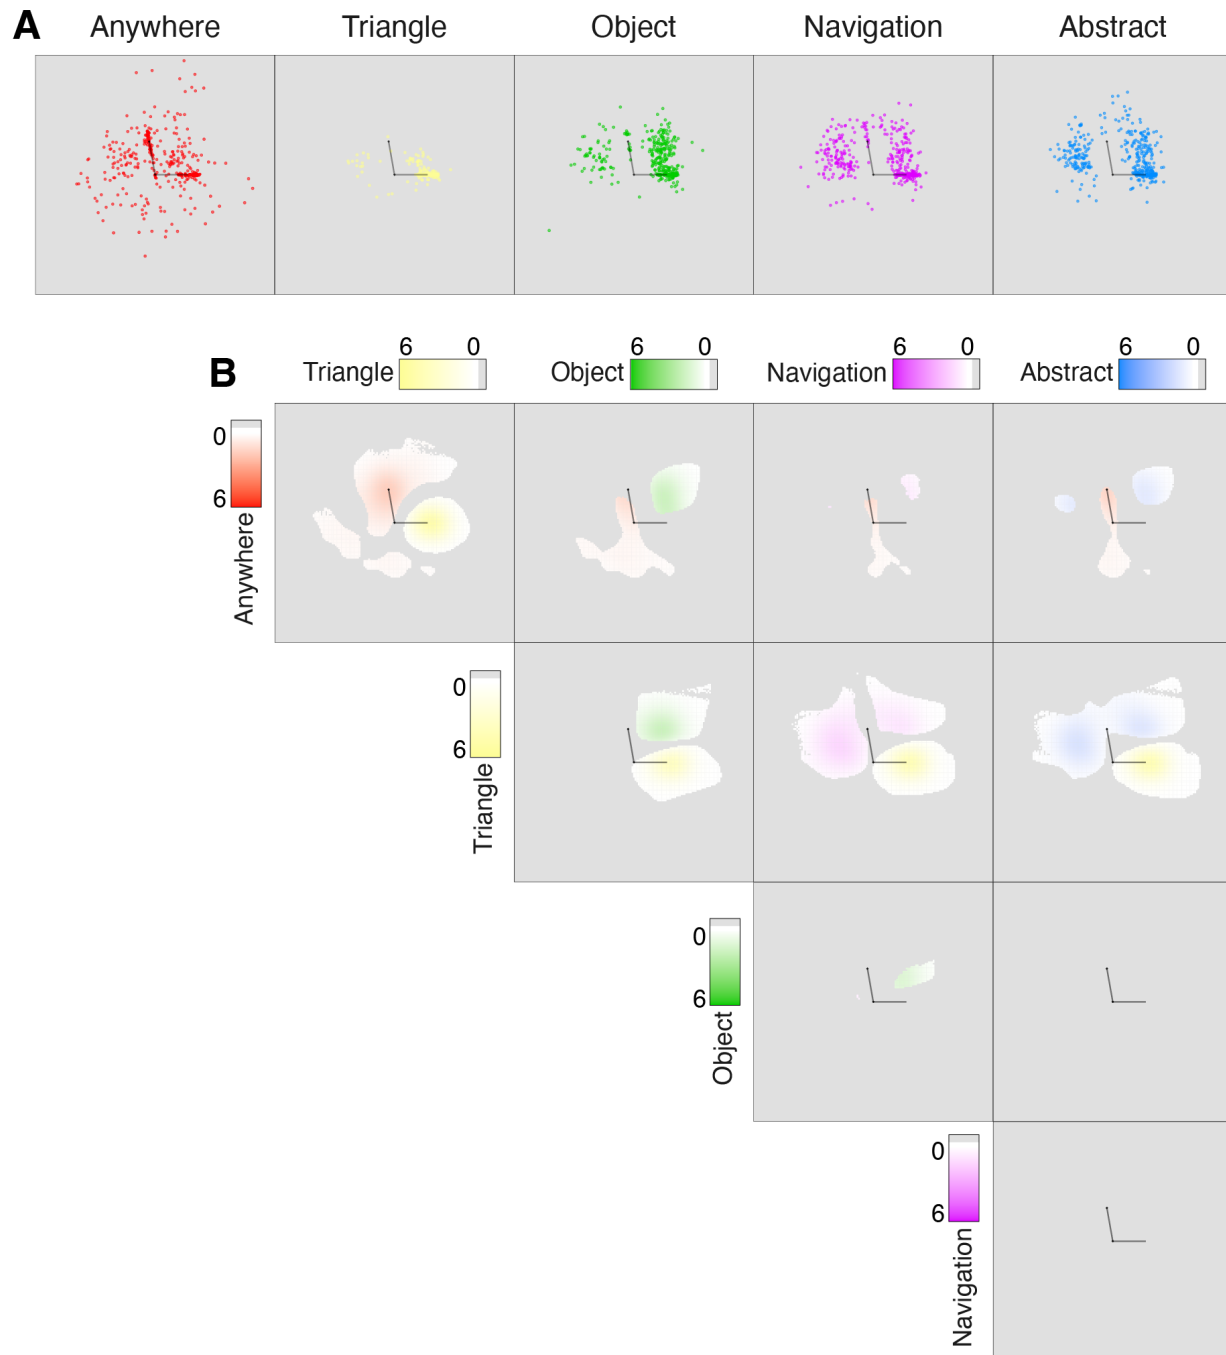 A Anywhere Triangle Object Navigation Abstract
B
6 0 6 0 6 0 6 0
Triangle Object Navigation Abstract
0
6
Anywhere
0
6
Triangle
0
6
Object
0
6
Navigation